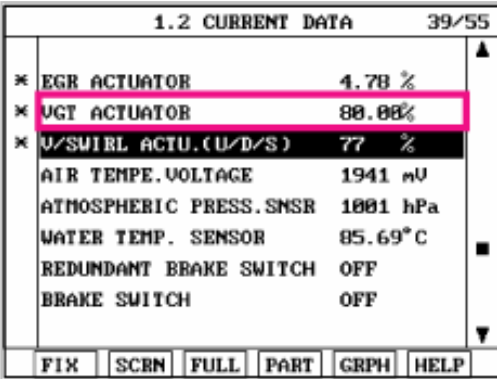 1.2 CURRENT DATA 39/55
* EGR ACTUATOR 4.78 %
* VGT ACTUATOR 80.00%
* V/SWIRL ACTU.(U/D/S) 77 %
AIR TEMPE.VOLTAGE 1941 mV
ATMOSPHERIC PRESS.SNSR 1001 hPa
WATER TEMP. SENSOR 85.69°C
REDUNDANT BRAKE SWITCH OFF
BRAKE SWITCH OFF
FIX SCRN FULL PART GRPH HELP